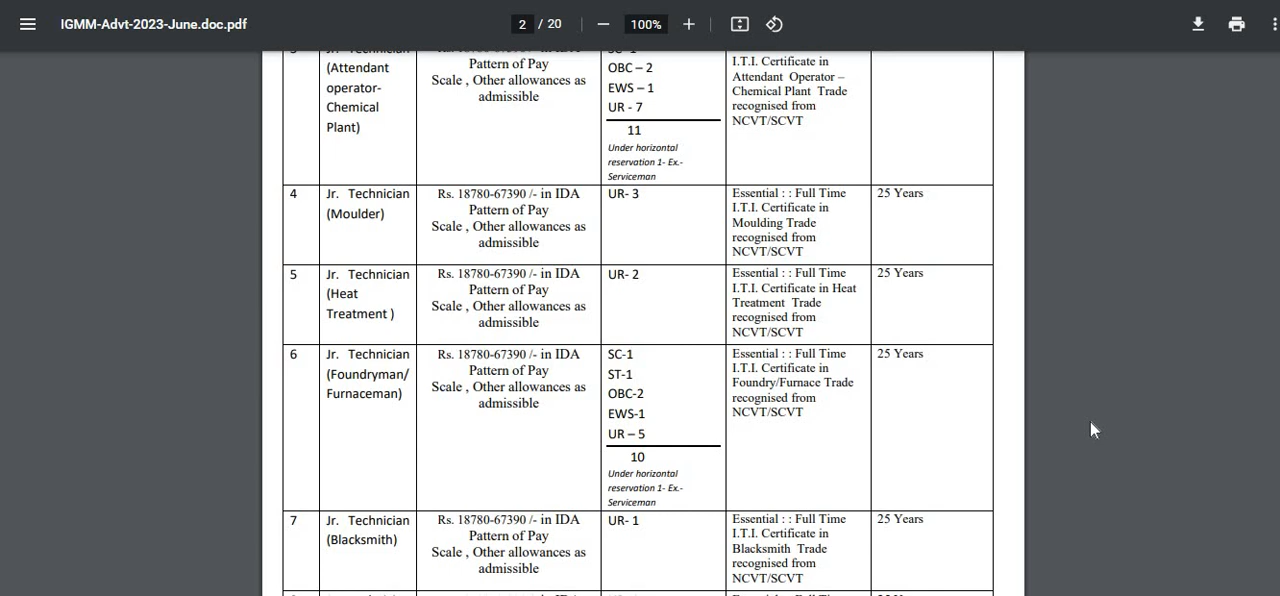 IGMM-Advt-2023-June.doc.pdf
2 / 20
100%
(Attendant
operator-
Chemical
Plant)
Pattern of Pay
Scale , Other allowances as
admissible
OBC – 2
EWS – 1
UR - 7
11
Under horizontal
reservation 1- Ex.-
Serviceman
I.T.I. Certificate in
Attendant Operator –
Chemical Plant Trade
recognised from
NCVT/SCVT
4
Jr. Technician
(Moulder)
Rs. 18780-67390 /- in IDA
Pattern of Pay
Scale , Other allowances as
admissible
UR- 3
Essential : : Full Time
I.T.I. Certificate in
Moulding Trade
recognised from
NCVT/SCVT
25 Years
5
Jr. Technician
(Heat
Treatment )
Rs. 18780-67390 /- in IDA
Pattern of Pay
Scale , Other allowances as
admissible
UR- 2
Essential : : Full Time
I.T.I. Certificate in Heat
Treatment Trade
recognised from
NCVT/SCVT
25 Years
6
Jr. Technician
(Foundryman/
Furnaceman)
Rs. 18780-67390 /- in IDA
Pattern of Pay
Scale , Other allowances as
admissible
SC-1
ST-1
OBC-2
EWS-1
UR – 5
10
Under horizontal
reservation 1- Ex.-
Serviceman
Essential : : Full Time
I.T.I. Certificate in
Foundry/Furnace Trade
recognised from
NCVT/SCVT
25 Years
7
Jr. Technician
(Blacksmith)
Rs. 18780-67390 /- in IDA
Pattern of Pay
Scale , Other allowances as
admissible
UR- 1
Essential : : Full Time
I.T.I. Certificate in
Blacksmith Trade
recognised from
NCVT/SCVT
25 Years